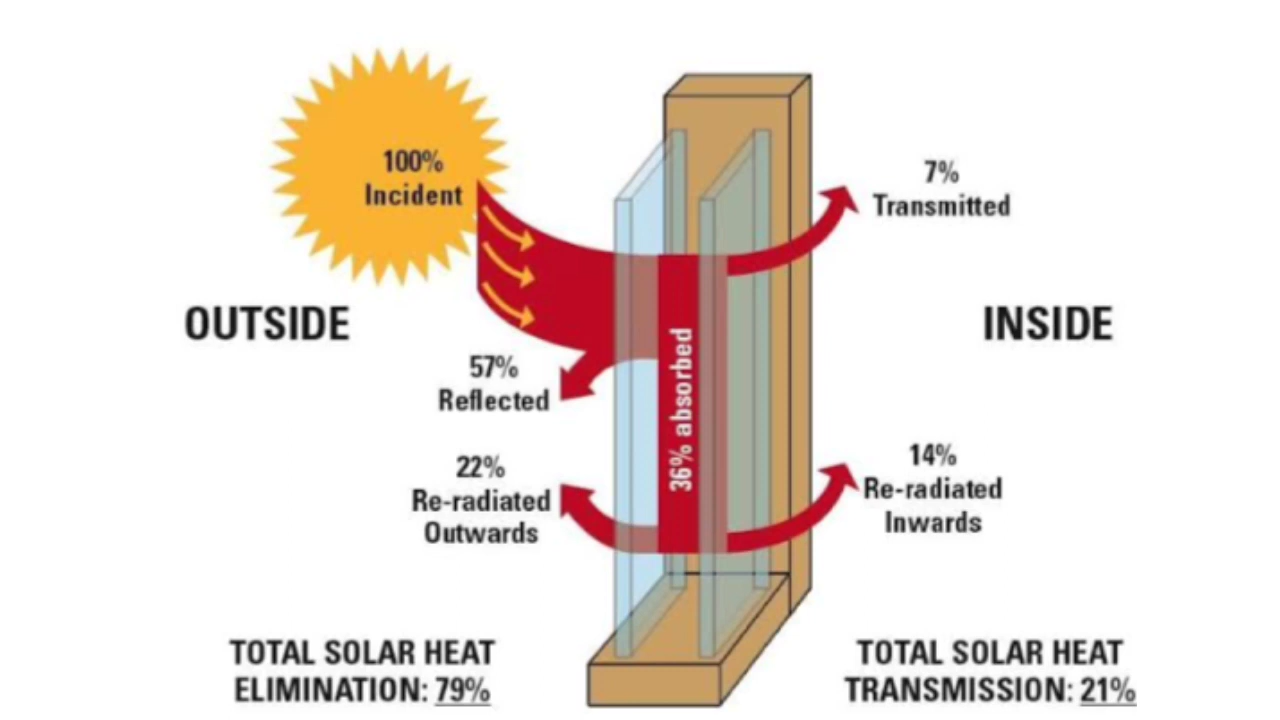 100%
Incident
7%
Transmitted
OUTSIDE
INSIDE
36% absorbed
57%
Reflected
22%
Re-radiated
Outwards
14%
Re-radiated
Inwards
TOTAL SOLAR HEAT
ELIMINATION: 79%
TOTAL SOLAR HEAT
TRANSMISSION: 21%